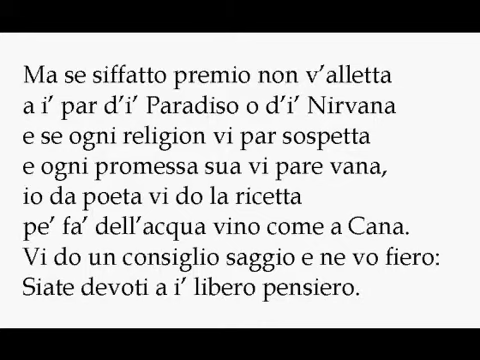 Ma se siffatto premio non v’alletta
a i’ par d’i’ Paradiso o d’i’ Nirvana
e se ogni religion vi par sospetta
e ogni promessa sua vi pare vana,
io da poeta vi do la ricetta
pe’ fa’ dell’acqua vino come a Cana.
Vi do un consiglio saggio e ne vo fiero:
Siate devoti a i’ libero pensiero.